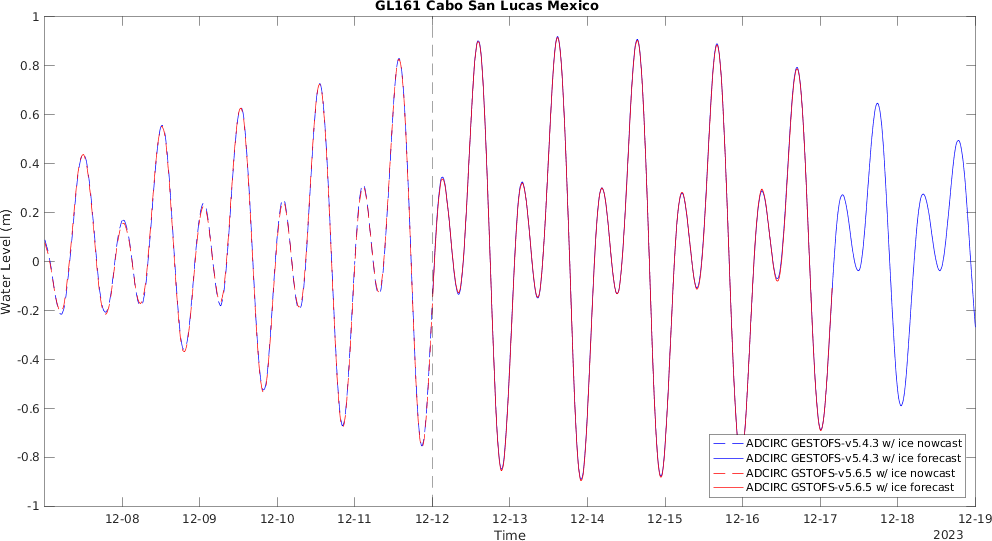 GL161 Cabo San Lucas Mexico
1
0.8
0.6
0.4
0.2
0
-0.2
-0.4
-0.6
-0.8
-1
Water Level (m)
ADCIRC GESTOFS-v5.4.3 w/ ice nowcast
ADCIRC GESTOFS-v5.4.3 w/ ice forecast
ADCIRC GSTOFS-v5.6.5 w/ ice nowcast
ADCIRC GSTOFS-v5.6.5 w/ ice forecast
12-08 12-09 12-10 12-11 12-12 12-13 12-14 12-15 12-16 12-17 12-18 12-19
Time
2023